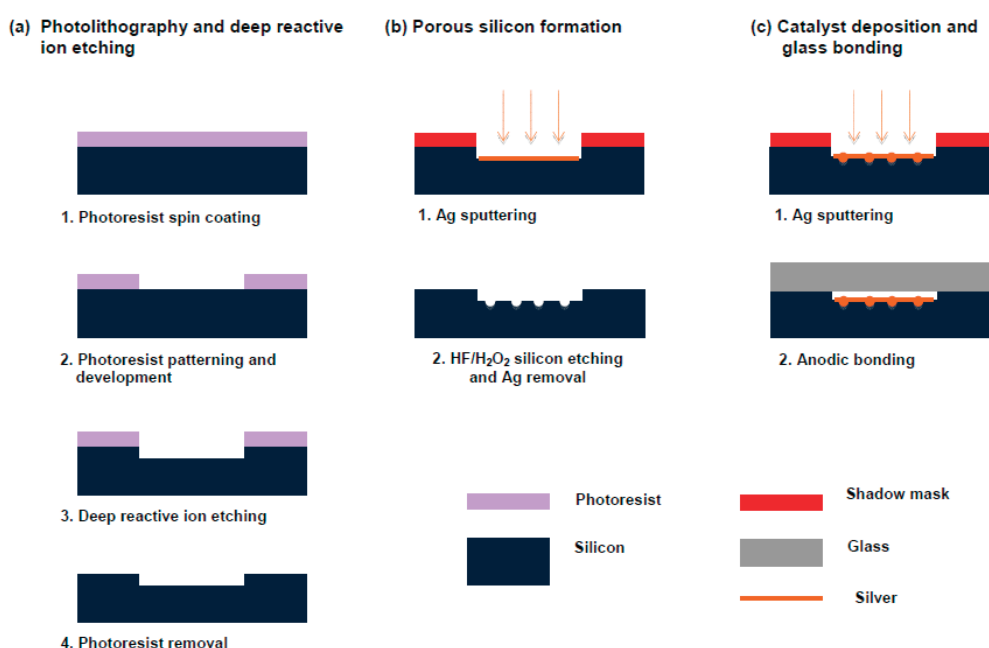 (a) Photolithography and deep reactive
ion etching
1. Photoresist spin coating
2. Photoresist patterning and
development
3. Deep reactive ion etching
4. Photoresist removal
(b) Porous silicon formation
1. Ag sputtering
2. HF/H₂O₂ silicon etching
and Ag removal
(c) Catalyst deposition and
glass bonding
1. Ag sputtering
2. Anodic bonding
Photoresist
Silicon
Shadow mask
Glass
Silver